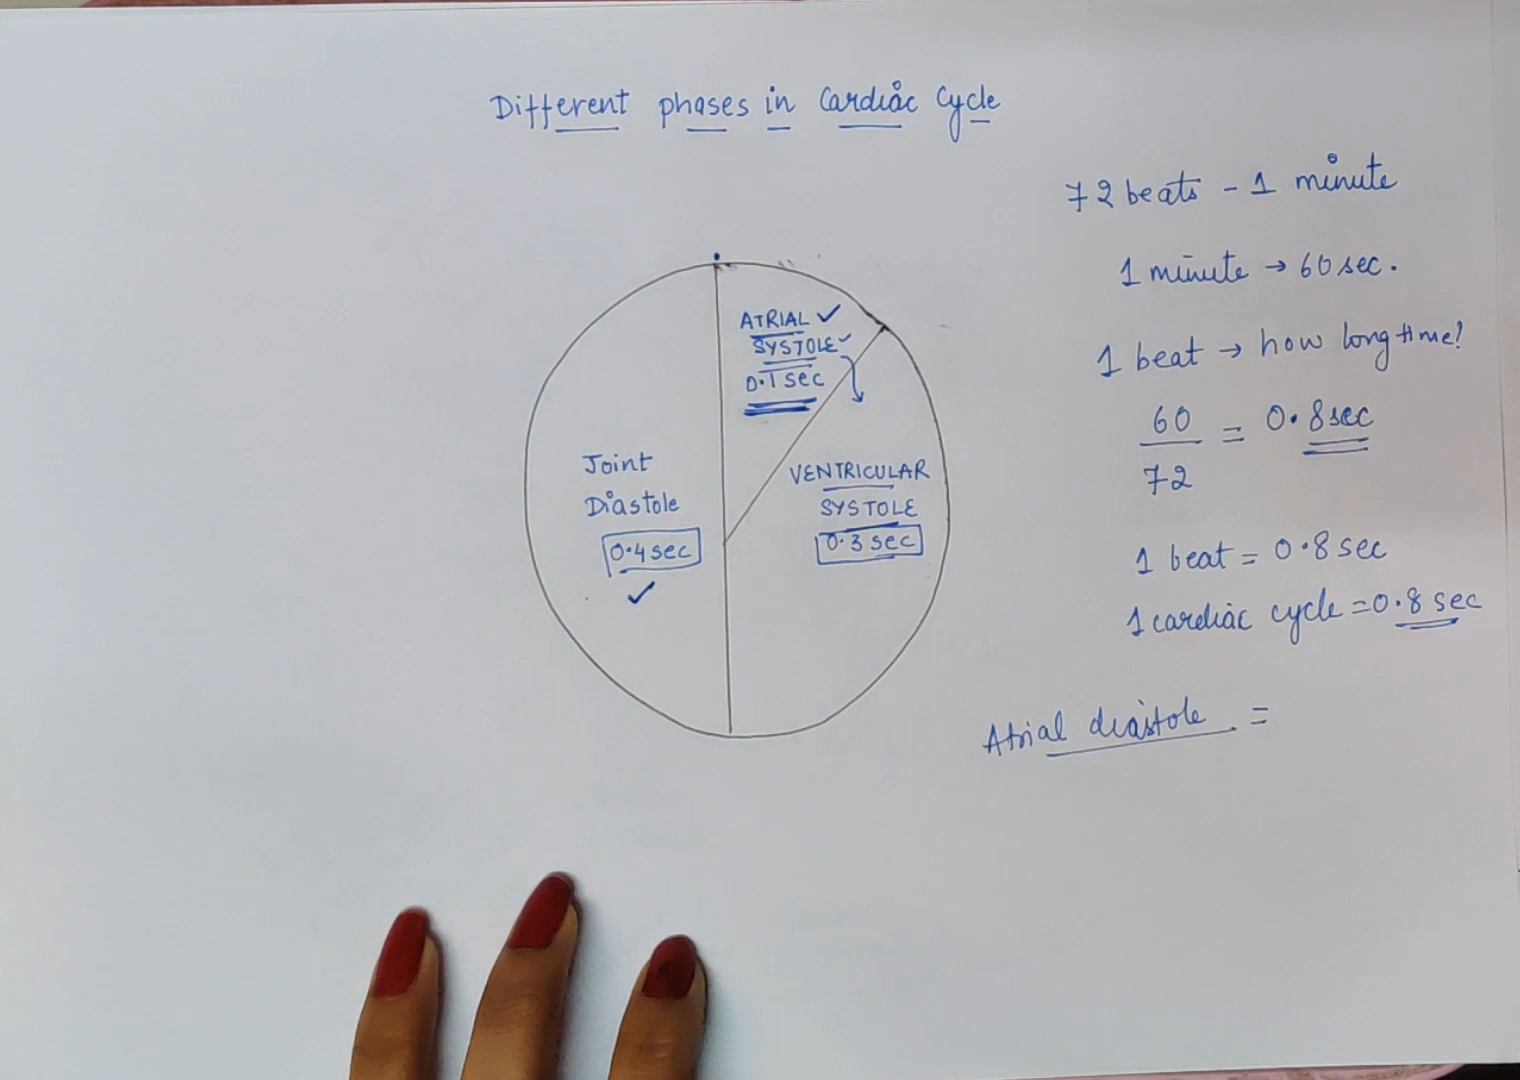 Different phases in Cardiac Cycle
72 beats - 1 minute
1 minute → 60 sec.
1 beat → how long time?
60
72
= 0.8 sec
1 beat = 0.8 sec
1 cardiac cycle = 0.8 sec
Atrial diastole =
ATRIAL ✓
SYSTOLE ✓
0.1 sec
Joint
Diastole
0.4 sec
✓
VENTRICULAR
SYSTOLE
0.3 sec